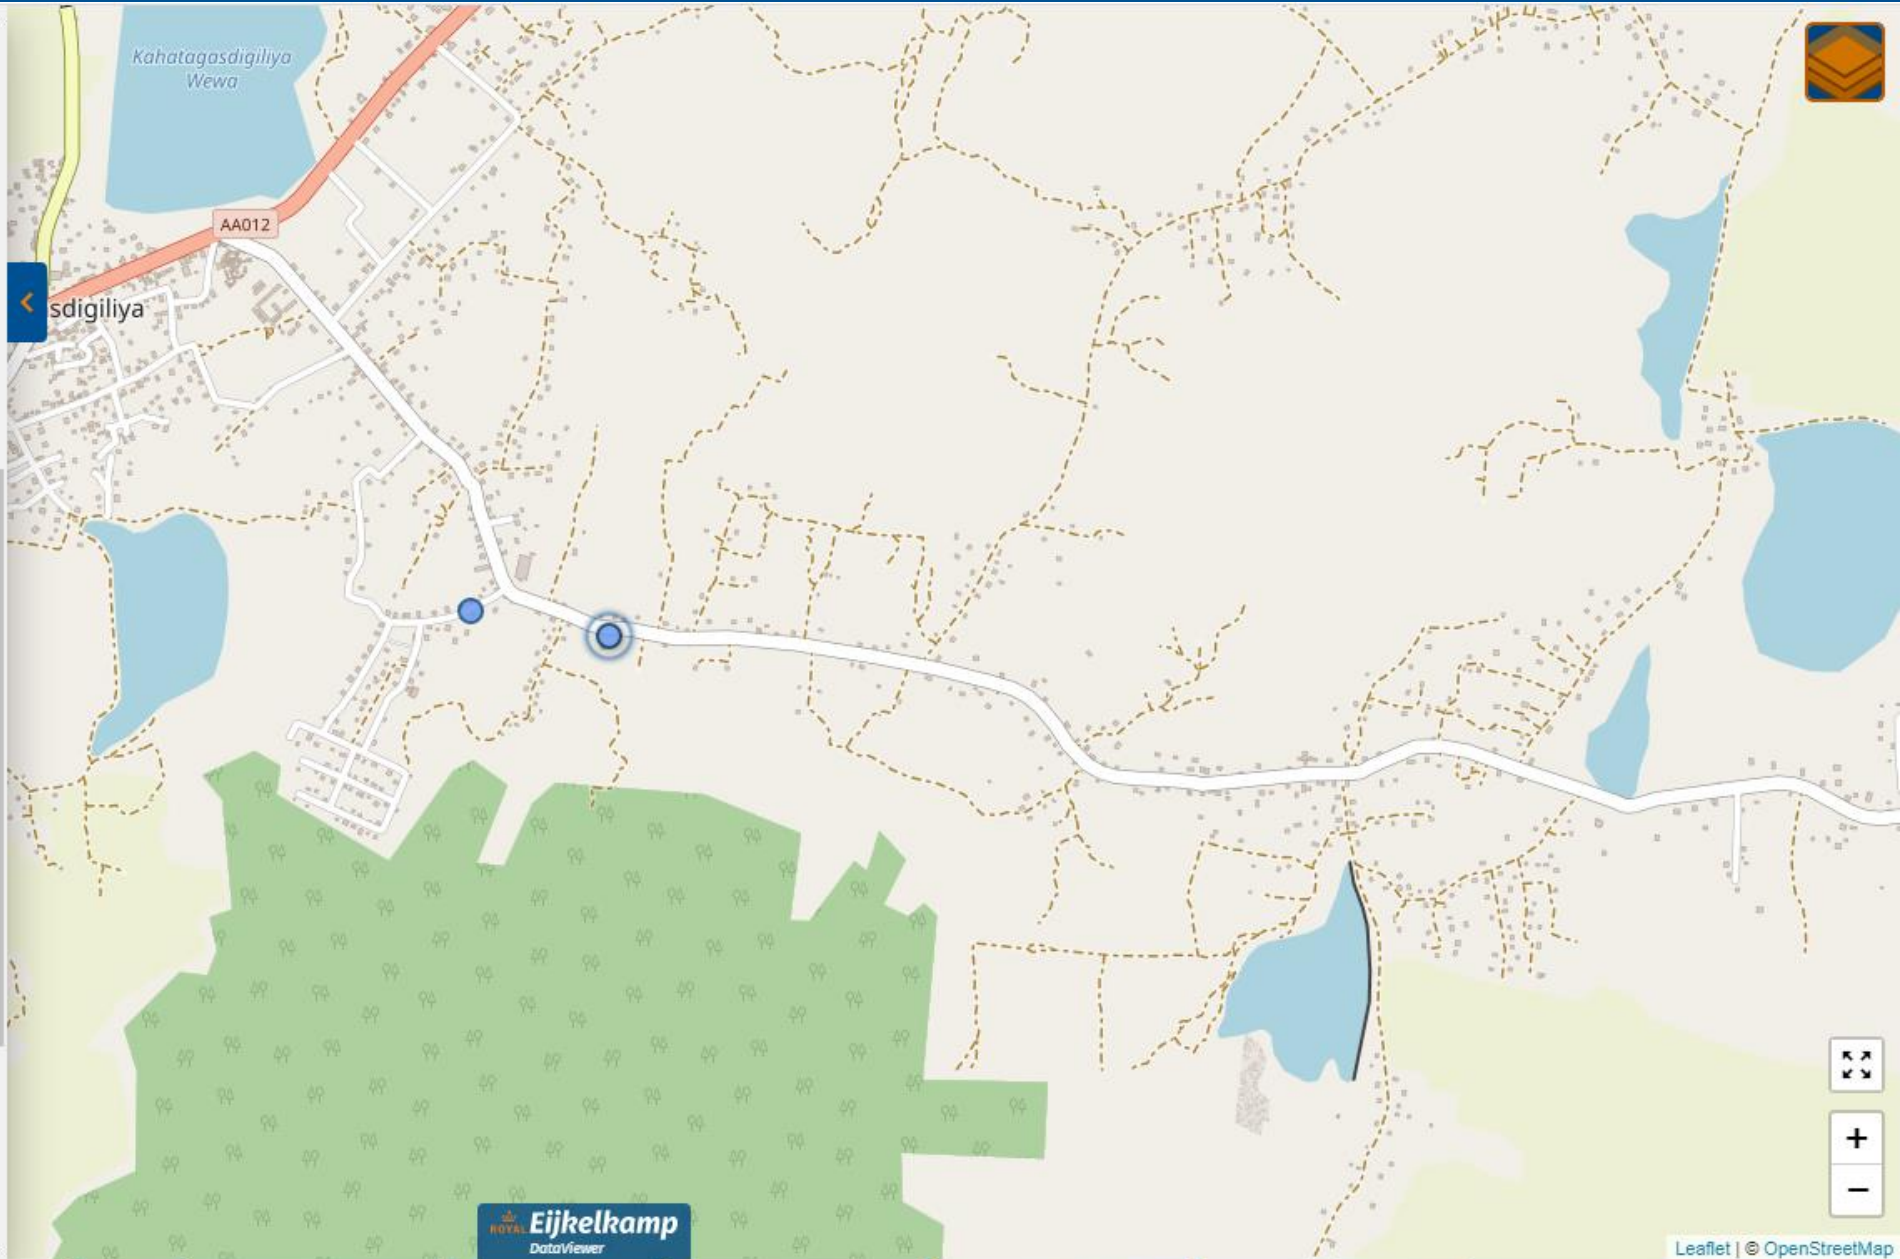 Kahatagasdigiliya
Wewa
AA012
sdigiliya
+
−
ROYAL Eijkelkamp
DataViewer
Leaflet | © OpenStreetMap